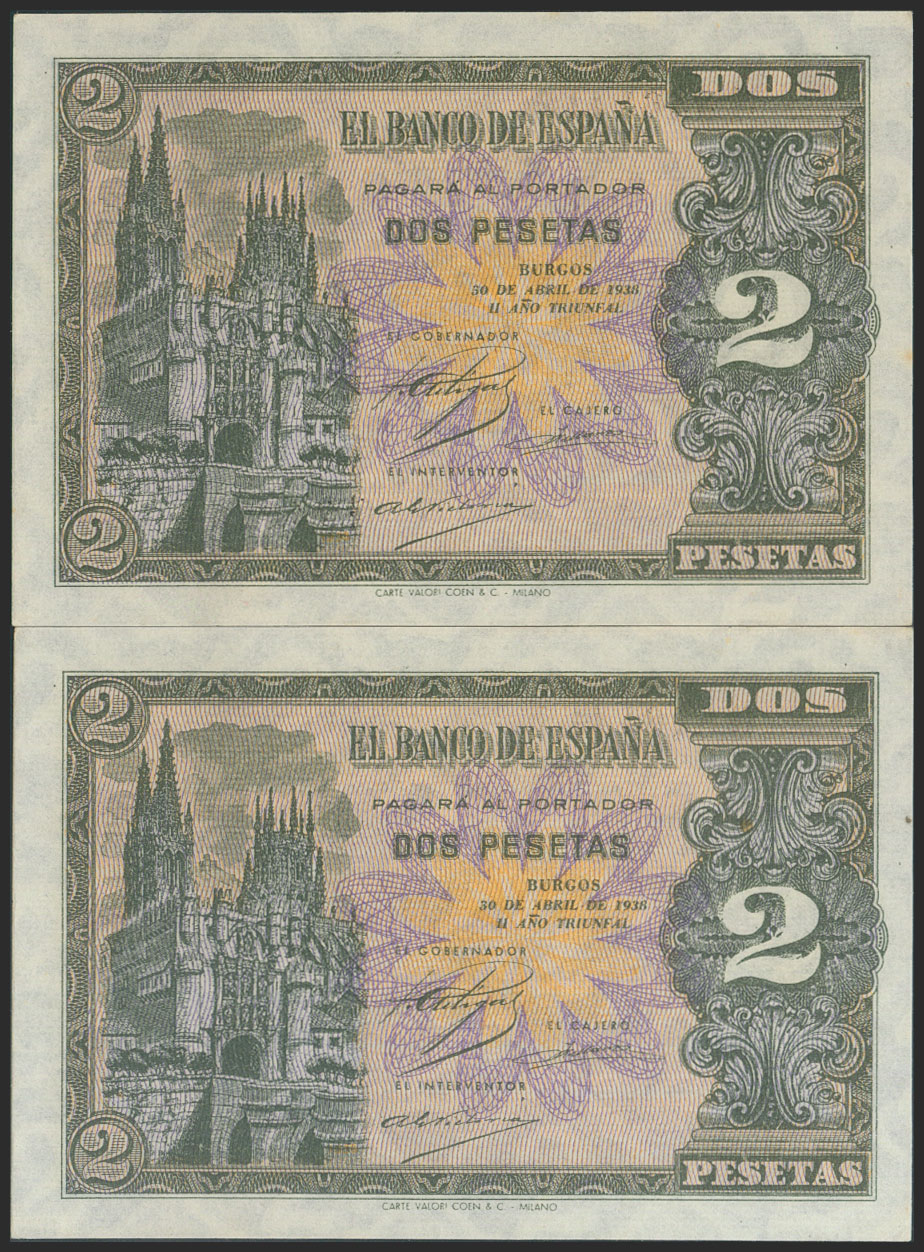 2
DOS
EL BANCO DE ESPAÑA
PAGARÁ AL PORTADOR
DOS PESETAS
BURGOS
30 DE ABRIL DE 1938
II AÑO TRIUNFAL
2
EL GOBERNADOR
EL CAJERO
EL INTERVENTOR
2
PESETAS
CARTE VALORI COEN & C. - MILANO
2
DOS
EL BANCO DE ESPAÑA
PAGARÁ AL PORTADOR
DOS PESETAS
BURGOS
30 DE ABRIL DE 1938
II AÑO TRIUNFAL
2
EL GOBERNADOR
EL CAJERO
EL INTERVENTOR
2
PESETAS
CARTE VALORI COEN & C. - MILANO